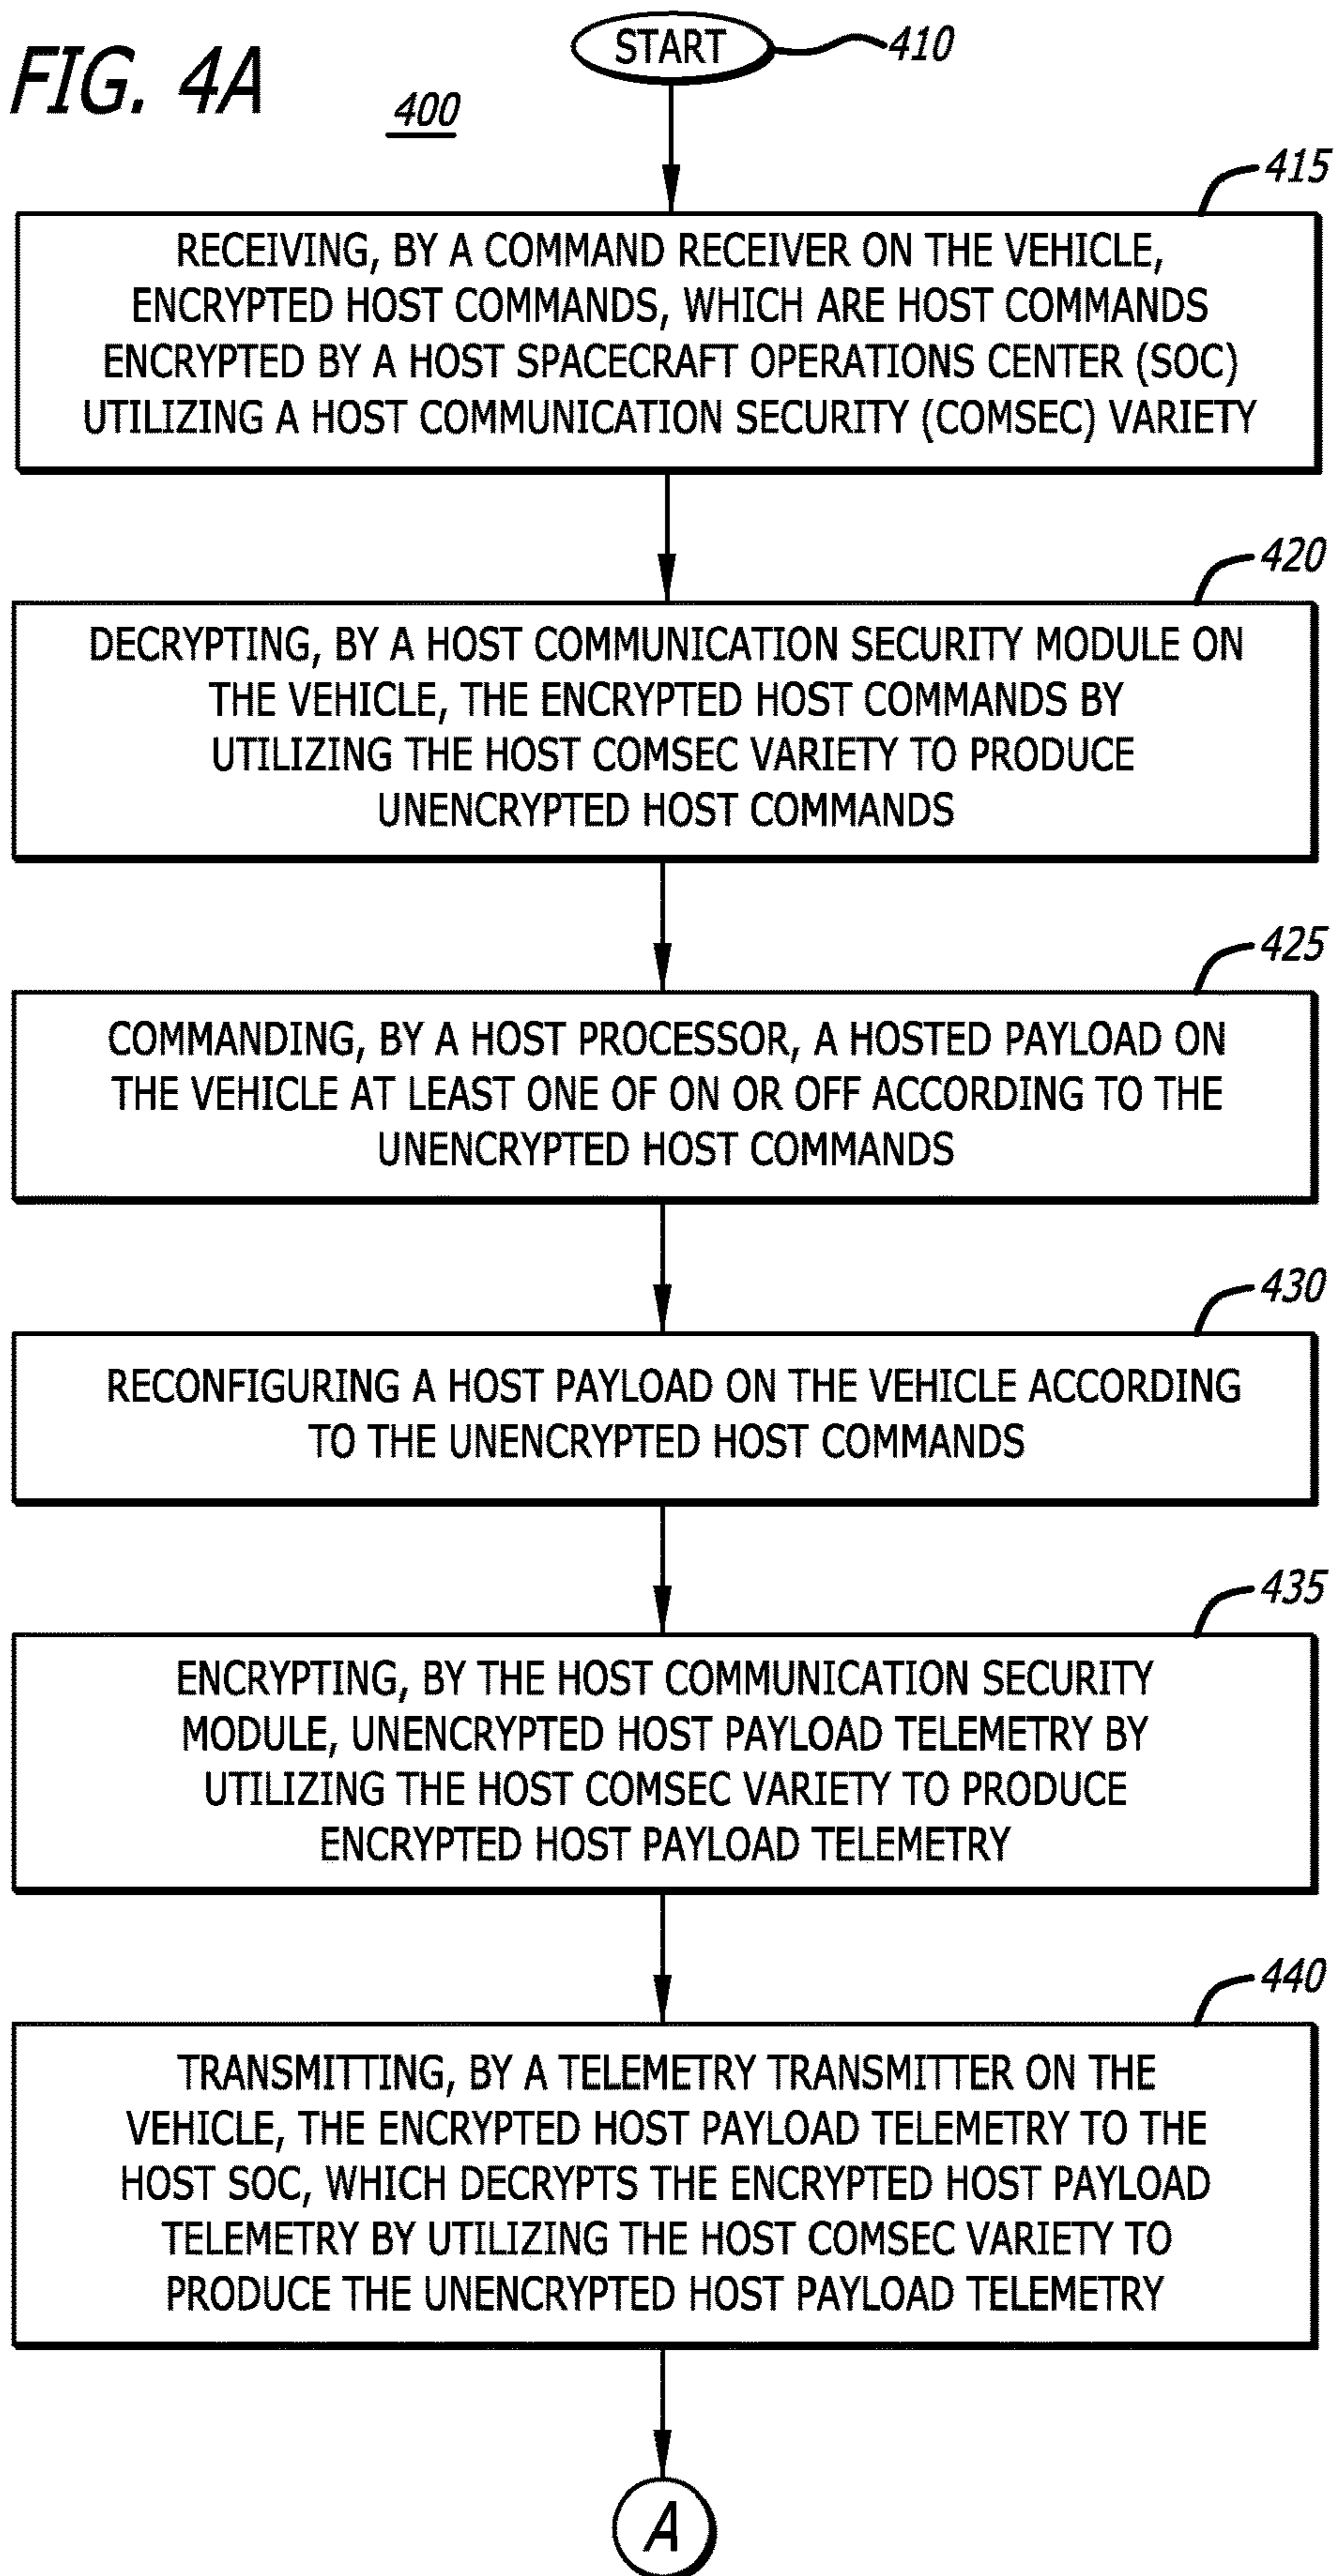 START
410
FIG. 4A
400
415
RECEIVING, BY A COMMAND RECEIVER ON THE VEHICLE,
ENCRYPTED HOST COMMANDS, WHICH ARE HOST COMMANDS
ENCRYPTED BY A HOST SPACECRAFT OPERATIONS CENTER (SOC)
UTILIZING A HOST COMMUNICATION SECURITY (COMSEC) VARIETY
420
DECRYPTING, BY A HOST COMMUNICATION SECURITY MODULE ON
THE VEHICLE, THE ENCRYPTED HOST COMMANDS BY
UTILIZING THE HOST COMSEC VARIETY TO PRODUCE
UNENCRYPTED HOST COMMANDS
425
COMMANDING, BY A HOST PROCESSOR, A HOSTED PAYLOAD ON
THE VEHICLE AT LEAST ONE OF ON OR OFF ACCORDING TO THE
UNENCRYPTED HOST COMMANDS
430
RECONFIGURING A HOST PAYLOAD ON THE VEHICLE ACCORDING
TO THE UNENCRYPTED HOST COMMANDS
435
ENCRYPTING, BY THE HOST COMMUNICATION SECURITY
MODULE, UNENCRYPTED HOST PAYLOAD TELEMETRY BY
UTILIZING THE HOST COMSEC VARIETY TO PRODUCE
ENCRYPTED HOST PAYLOAD TELEMETRY
440
TRANSMITTING, BY A TELEMETRY TRANSMITTER ON THE
VEHICLE, THE ENCRYPTED HOST PAYLOAD TELEMETRY TO THE
HOST SOC, WHICH DECRYPTS THE ENCRYPTED HOST PAYLOAD
TELEMETRY BY UTILIZING THE HOST COMSEC VARIETY TO
PRODUCE THE UNENCRYPTED HOST PAYLOAD TELEMETRY
A